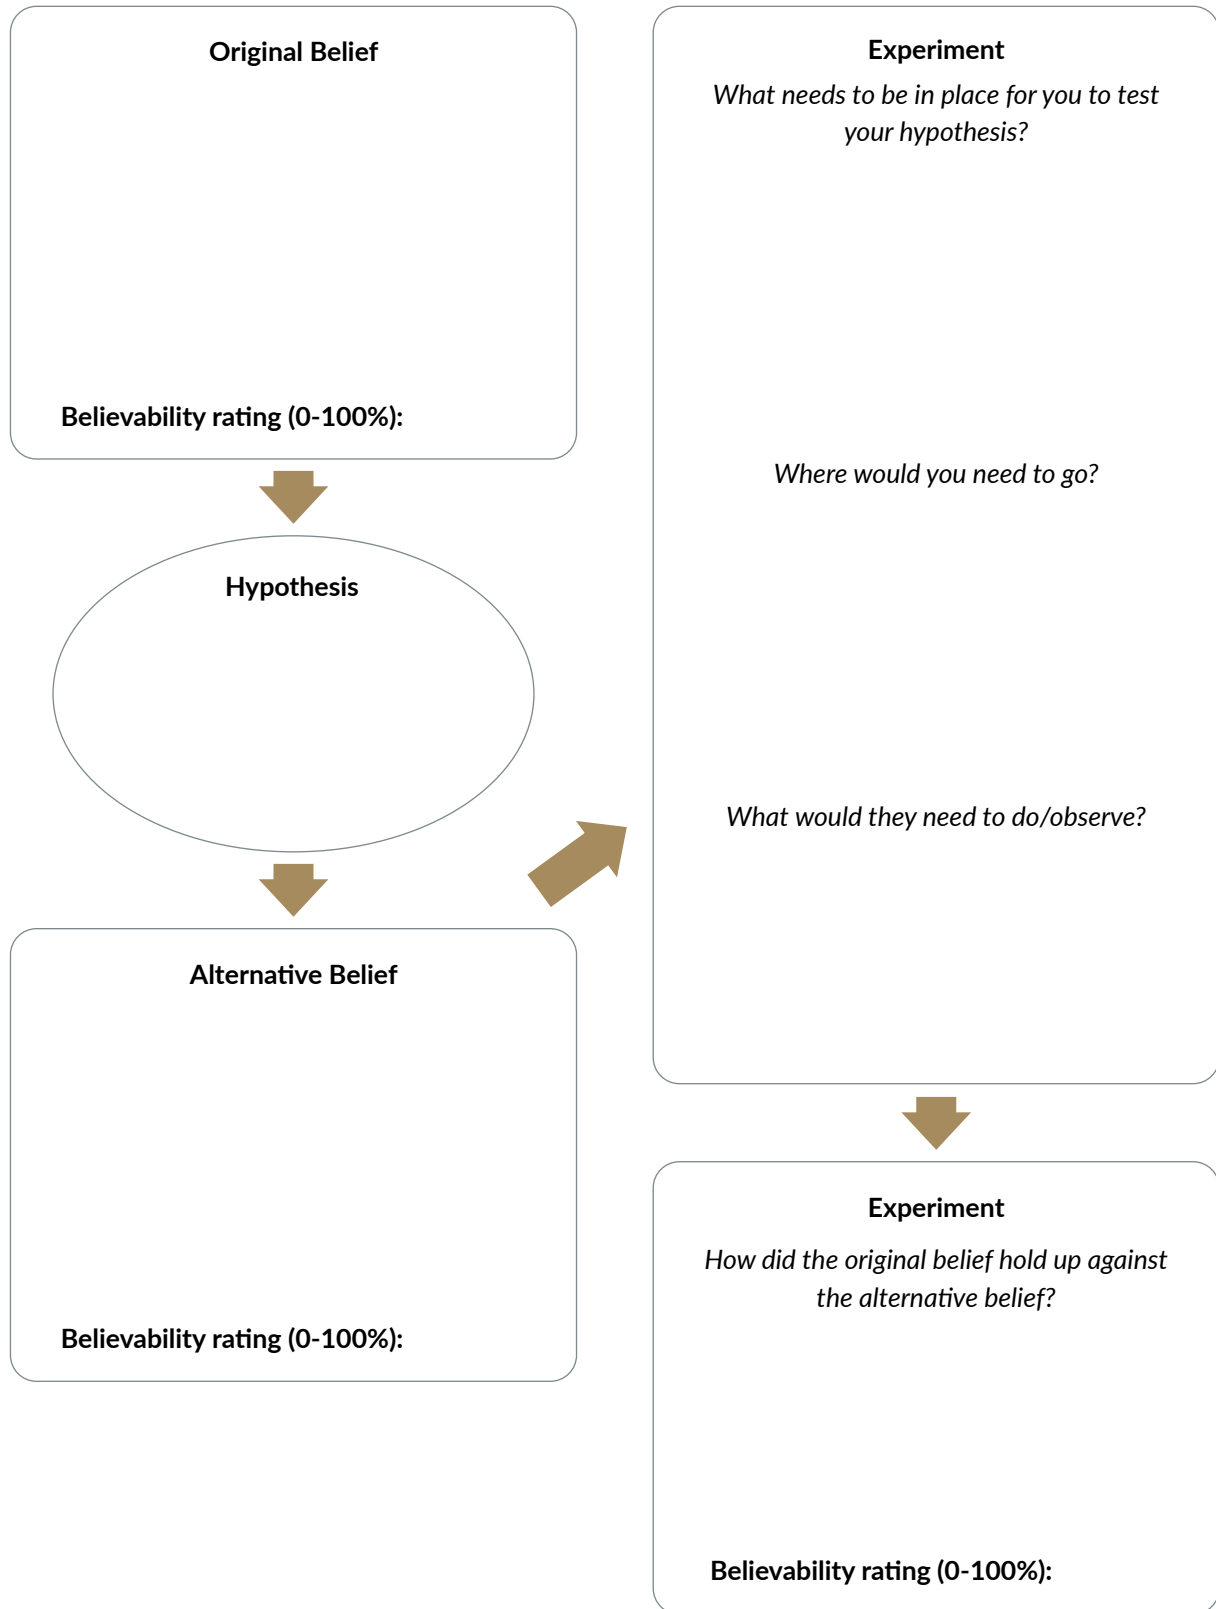 Original Belief
Believability rating (0-100%):
Hypothesis
Alternative Belief
Believability rating (0-100%):
Experiment
What needs to be in place for you to test
your hypothesis?
Where would you need to go?
What would they need to do/observe?
Experiment
How did the original belief hold up against
the alternative belief?
Believability rating (0-100%):